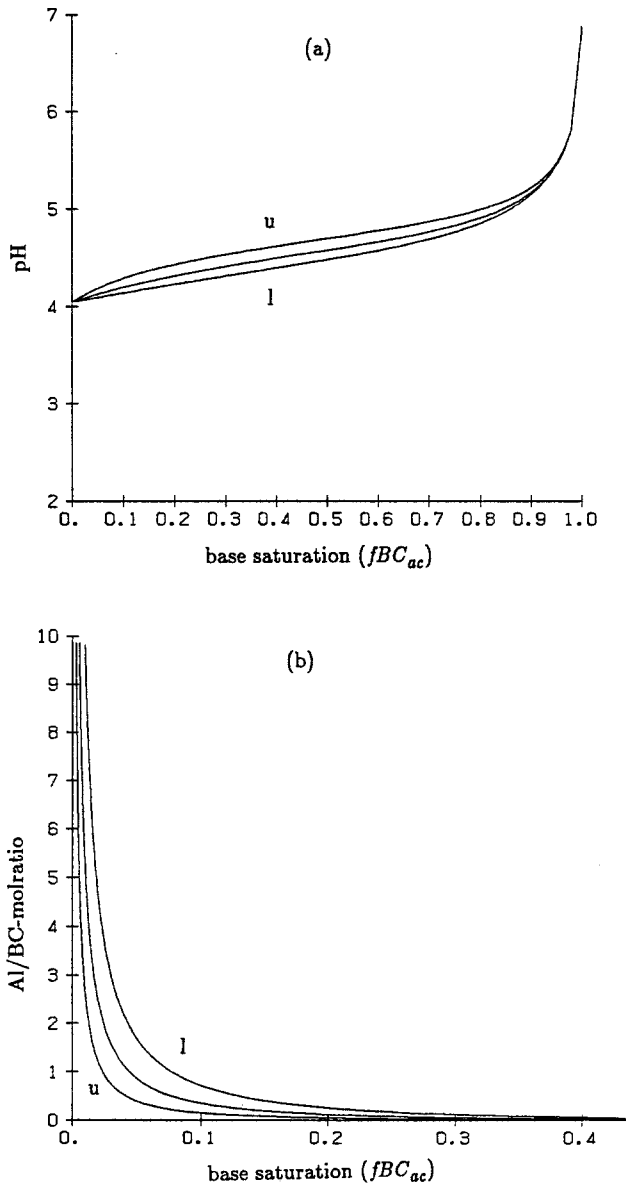 7
(a)
6
5
u
pH
4
l
3
2
0. 0.1 0.2 0.3 0.4 0.5 0.6 0.7 0.8 0.9 1.0
base saturation (fBC_ac)
10
(b)
9
8
7
6
5
Al/BC-molratio
4
3
2
l
1
u
0
0. 0.1 0.2 0.3 0.4
base saturation (fBC_ac)